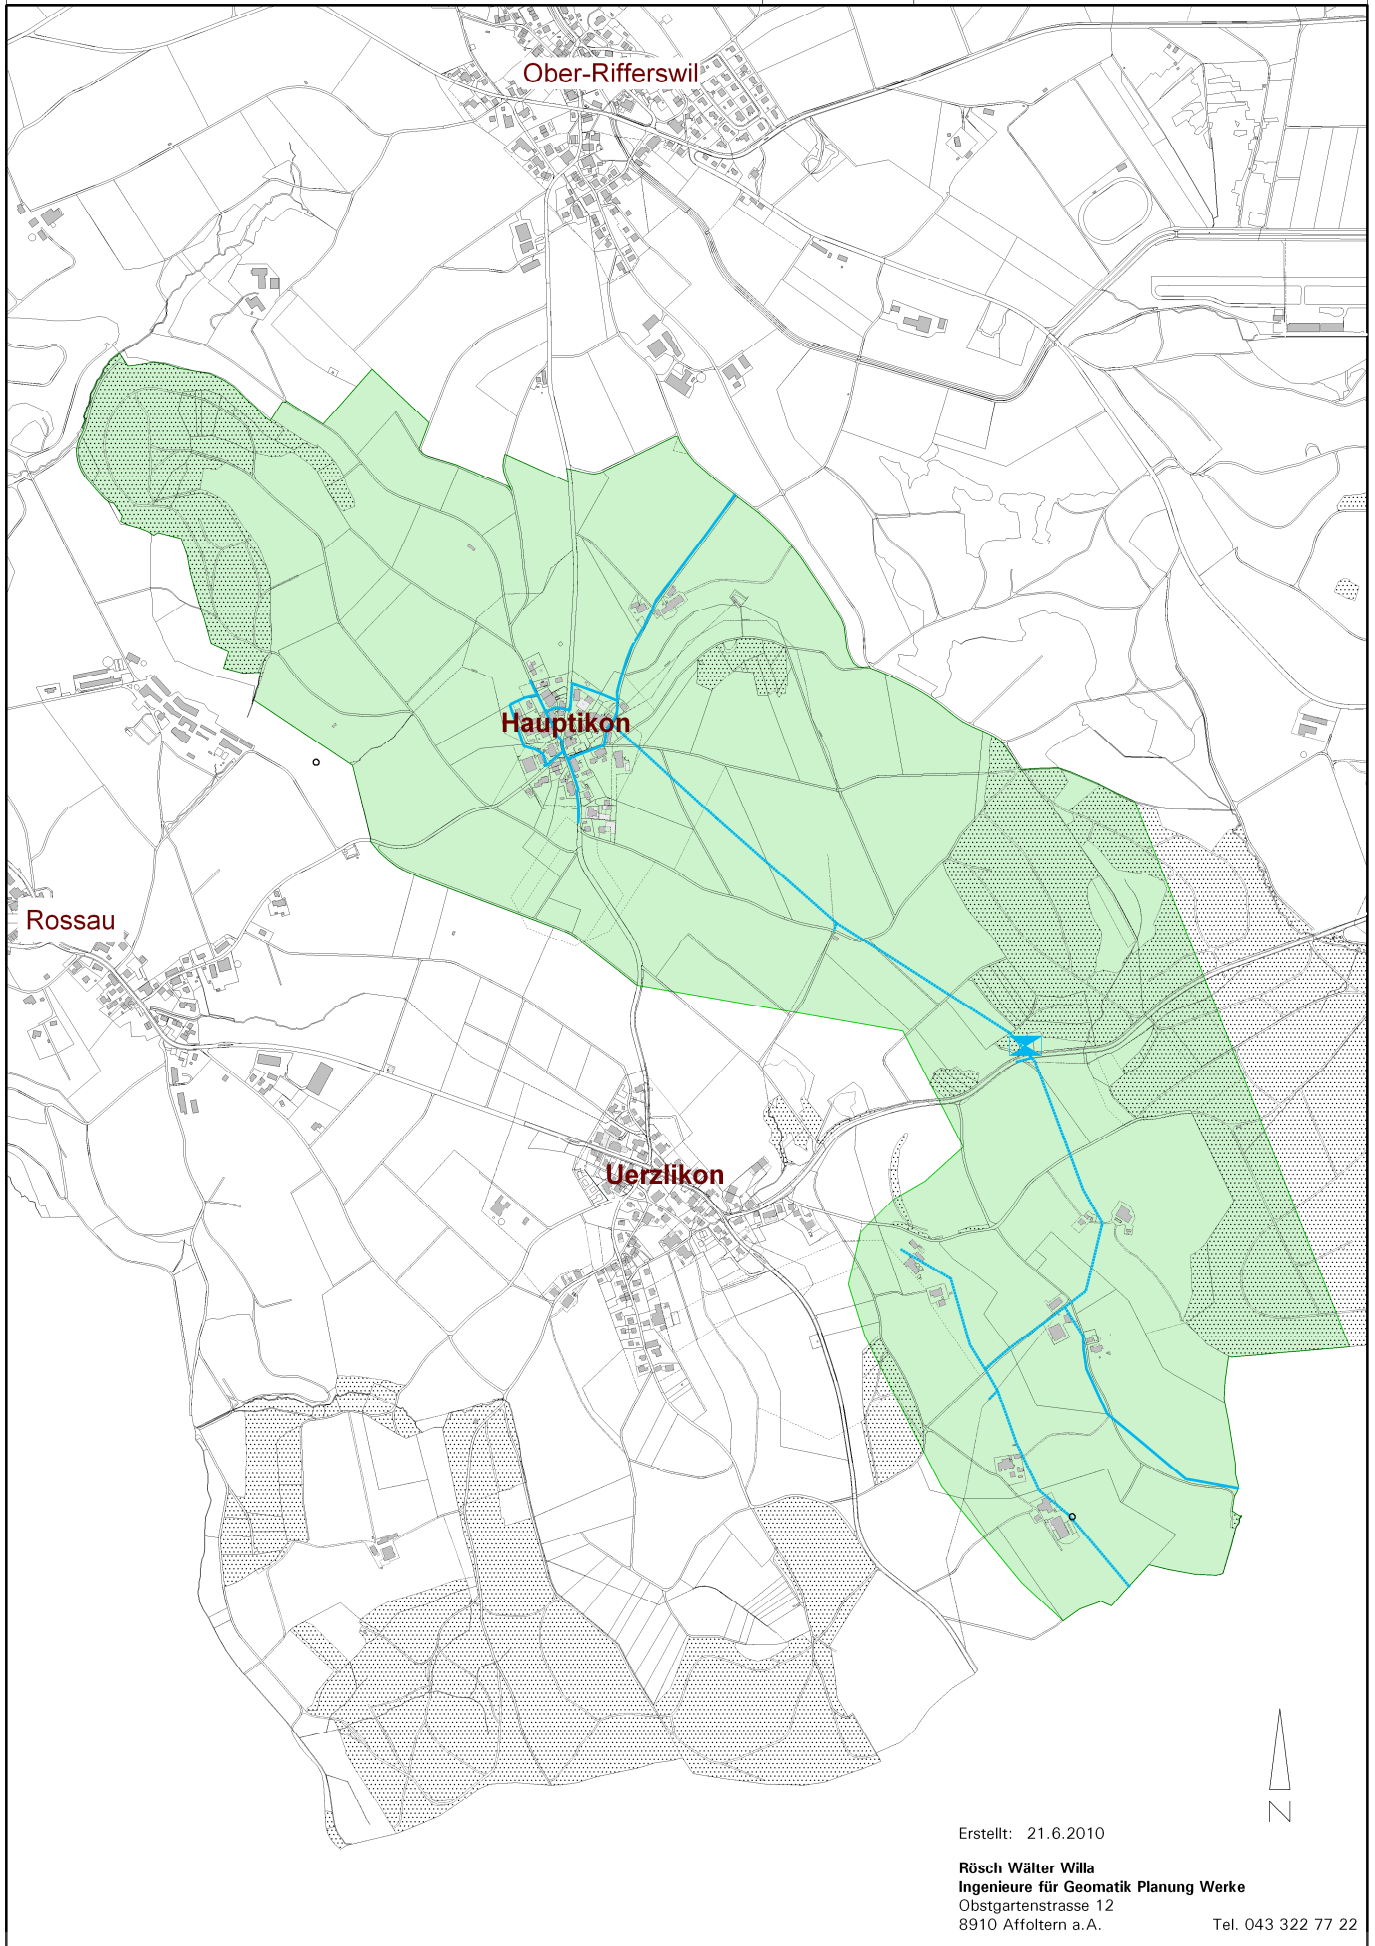 Ober-Rifferswil
Hauptikon
Rossau
Uerzlikon
N
Erstellt: 21.6.2010
Rösch Wälter Willa
Ingenieure für Geomatik Planung Werke
Obstgartenstrasse 12
8910 Affoltern a.A. Tel. 043 322 77 22